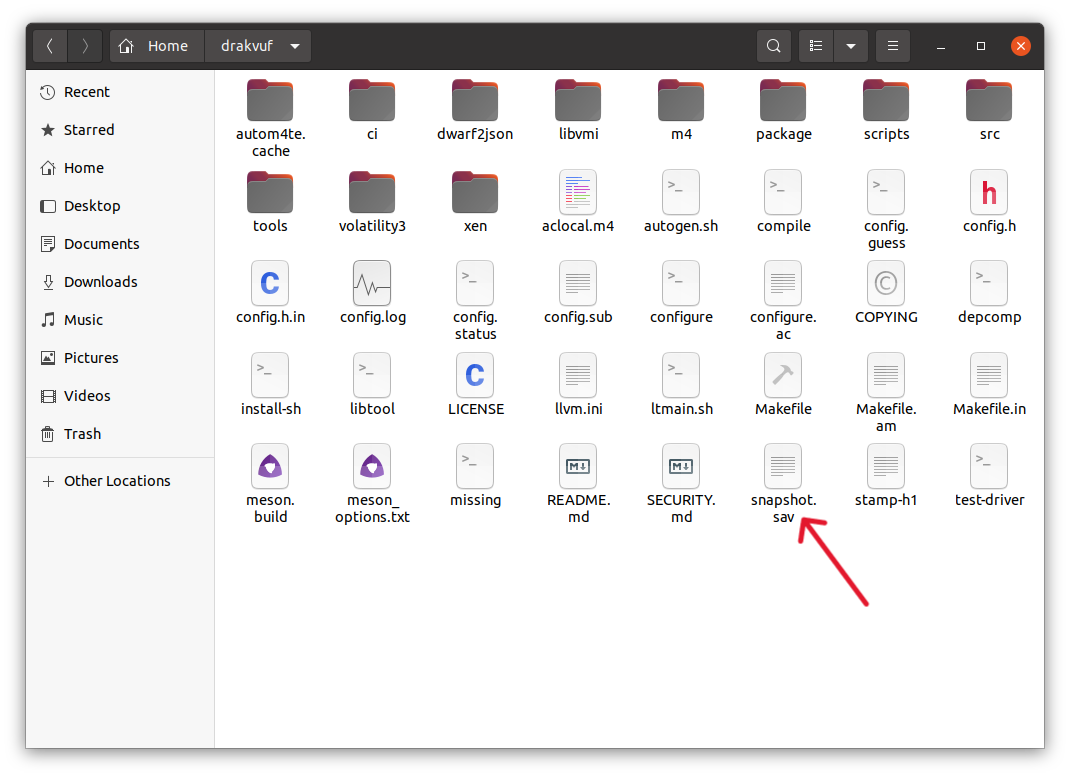 Home
drakvuf
Recent
Starred
Home
Desktop
Documents
Downloads
Music
Pictures
Videos
Trash
Other Locations
autom4te.
cache
ci
dwarf2json
libvmi
m4
package
scripts
src
tools
volatility3
xen
aclocal.m4
autogen.sh
compile
config.
guess
h
config.h
C
config.h.in
config.log
config.
status
config.sub
configure
configure.
ac
COPYING
depcomp
install-sh
libtool
C
LICENSE
llvm.ini
ltmain.sh
Makefile
Makefile.
am
Makefile.in
meson.
build
meson_
options.txt
missing
M
README.
md
M
SECURITY.
md
snapshot.
sav
stamp-h1
test-driver